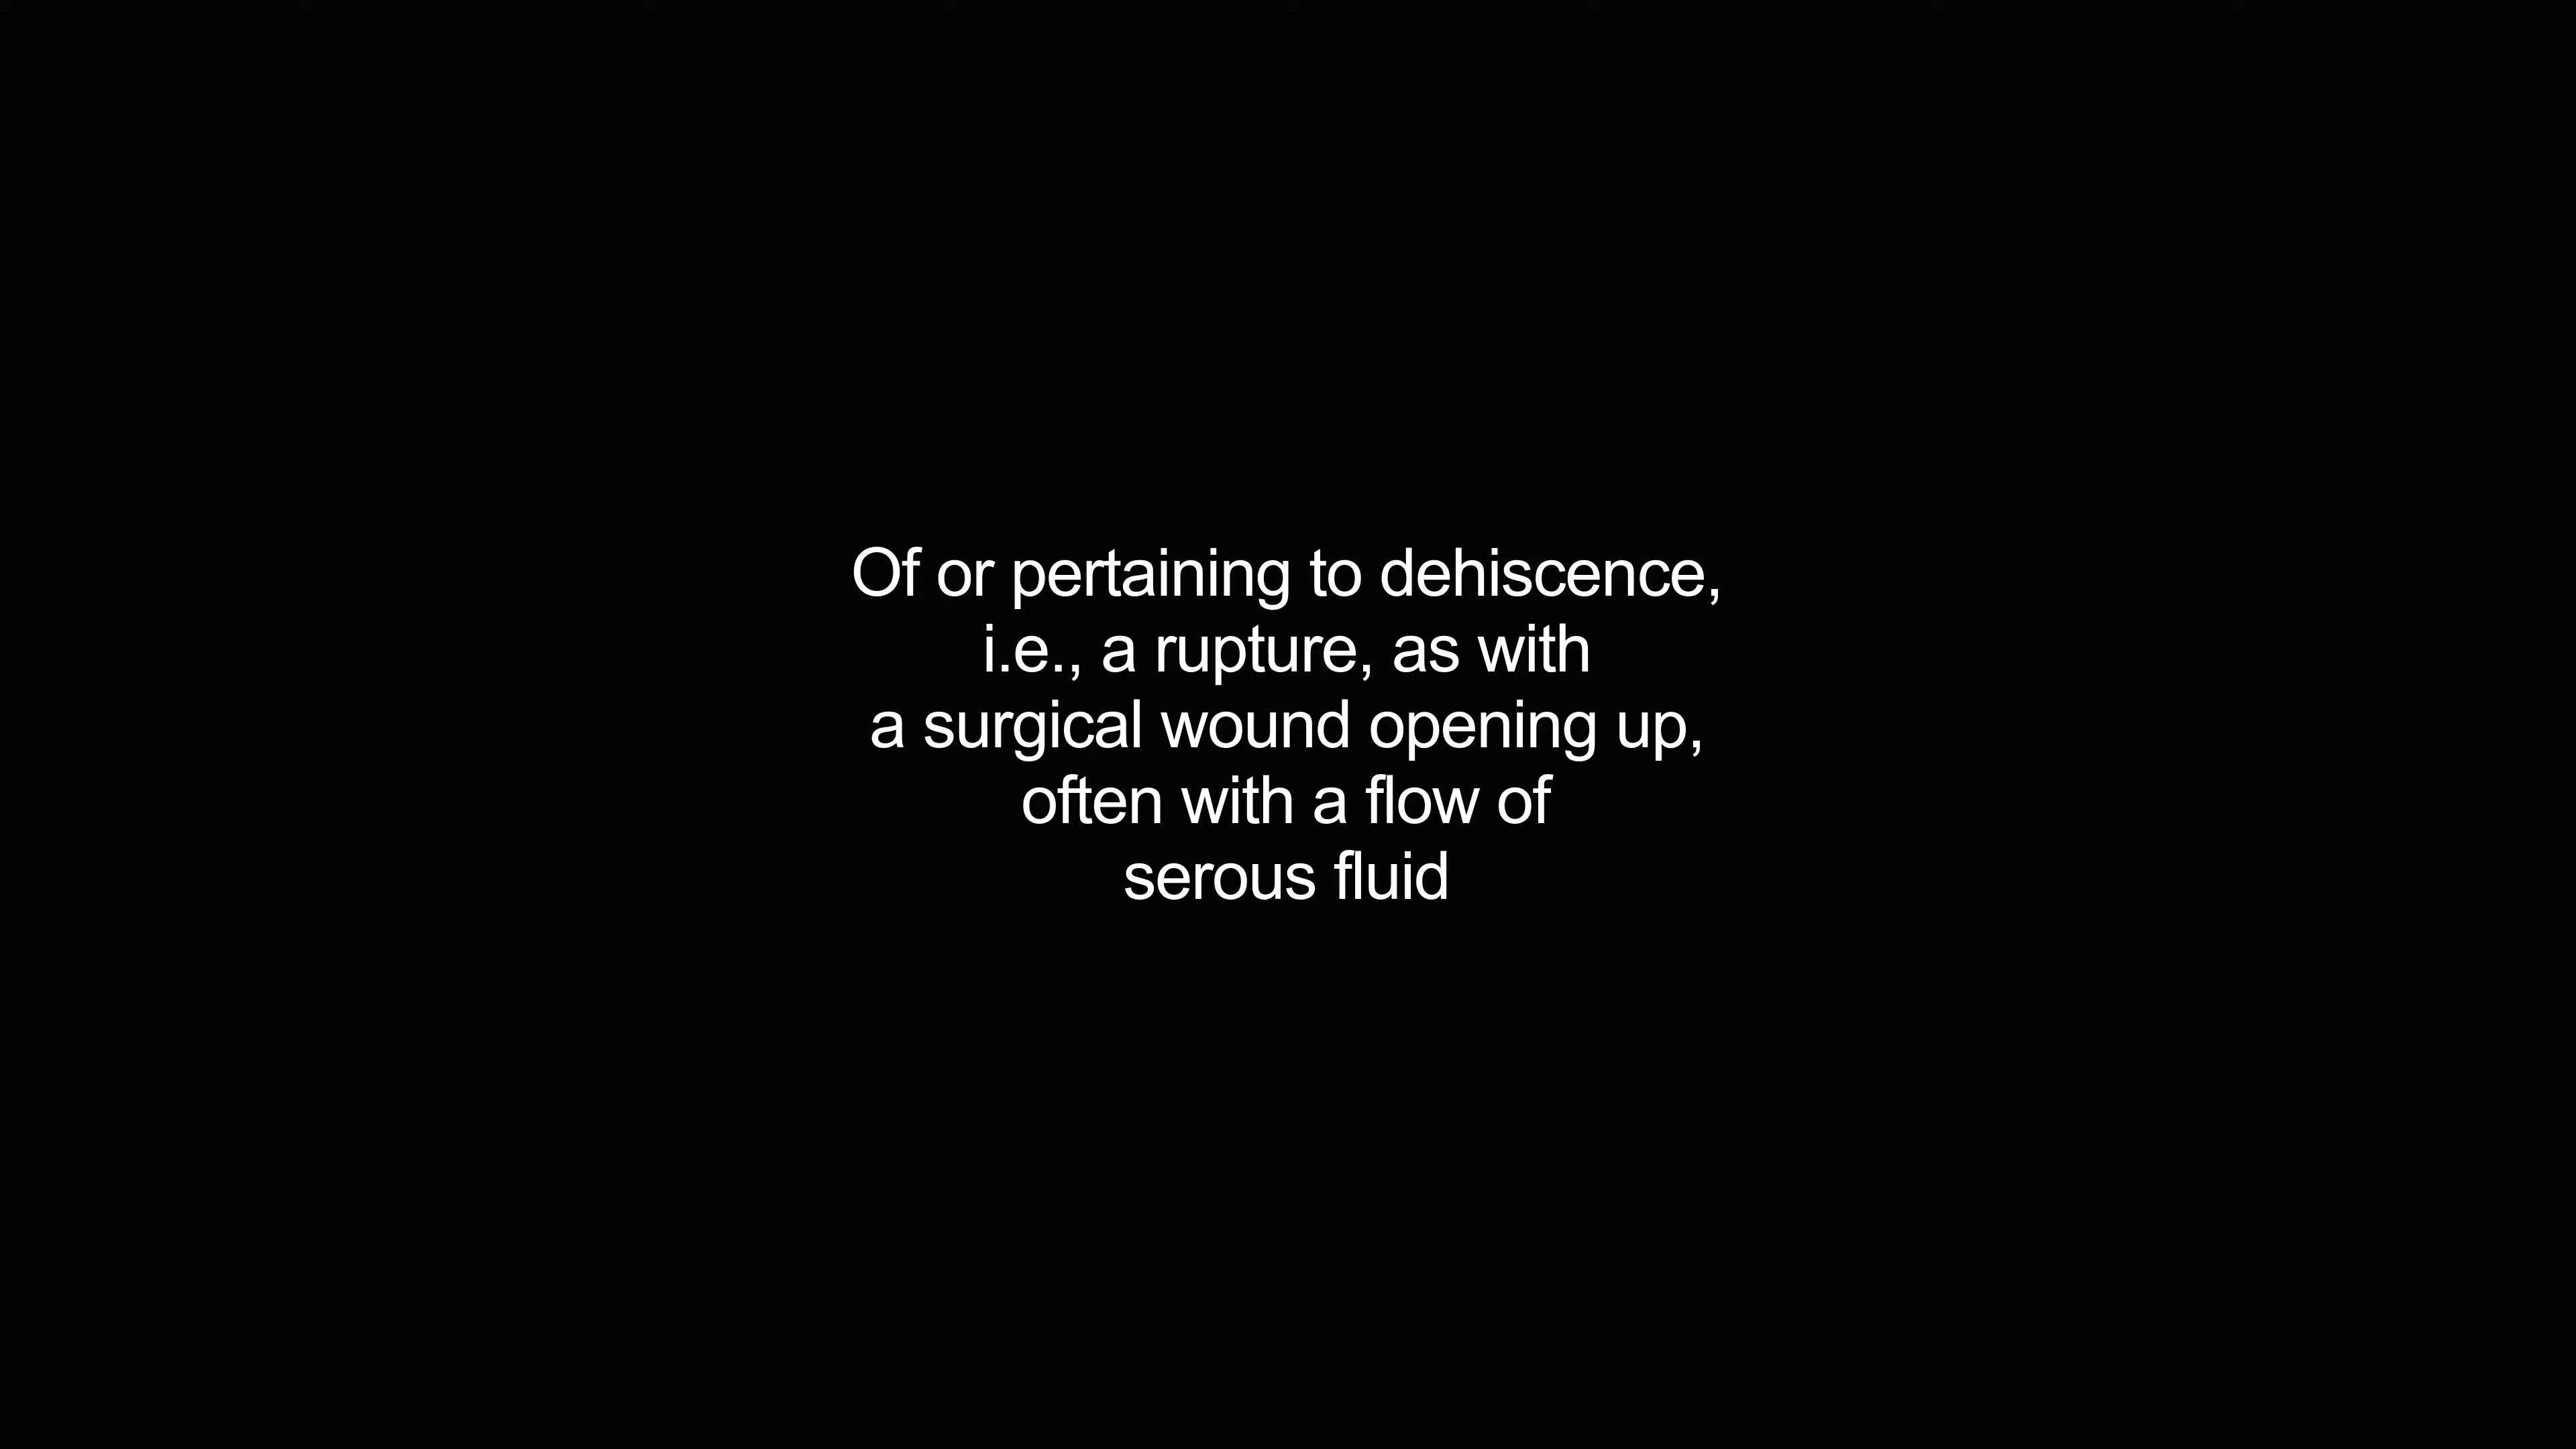 Of or pertaining to dehiscence,
i.e., a rupture, as with
a surgical wound opening up,
often with a flow of
serous fluid